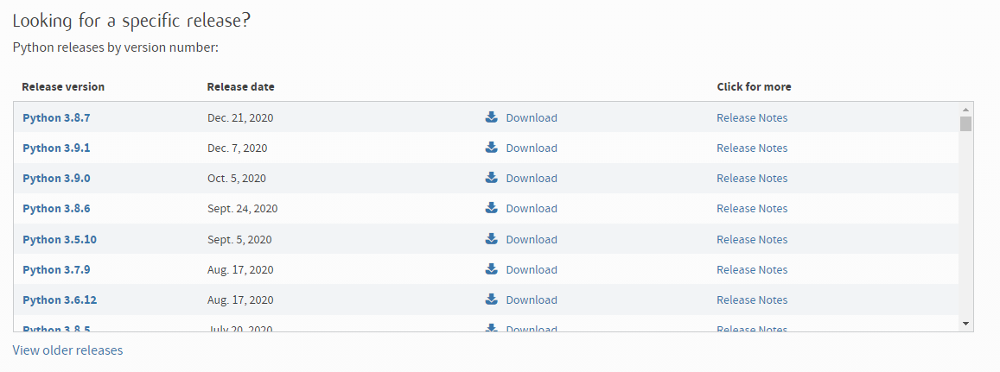 Looking for a specific release?
Python releases by version number:
Release version Release date Click for more
Python 3.8.7 Dec. 21, 2020 Download Release Notes
Python 3.9.1 Dec. 7, 2020 Download Release Notes
Python 3.9.0 Oct. 5, 2020 Download Release Notes
Python 3.8.6 Sept. 24, 2020 Download Release Notes
Python 3.5.10 Sept. 5, 2020 Download Release Notes
Python 3.7.9 Aug. 17, 2020 Download Release Notes
Python 3.6.12 Aug. 17, 2020 Download Release Notes
Python 3.8.5 July 20, 2020 Download Release Notes
View older releases